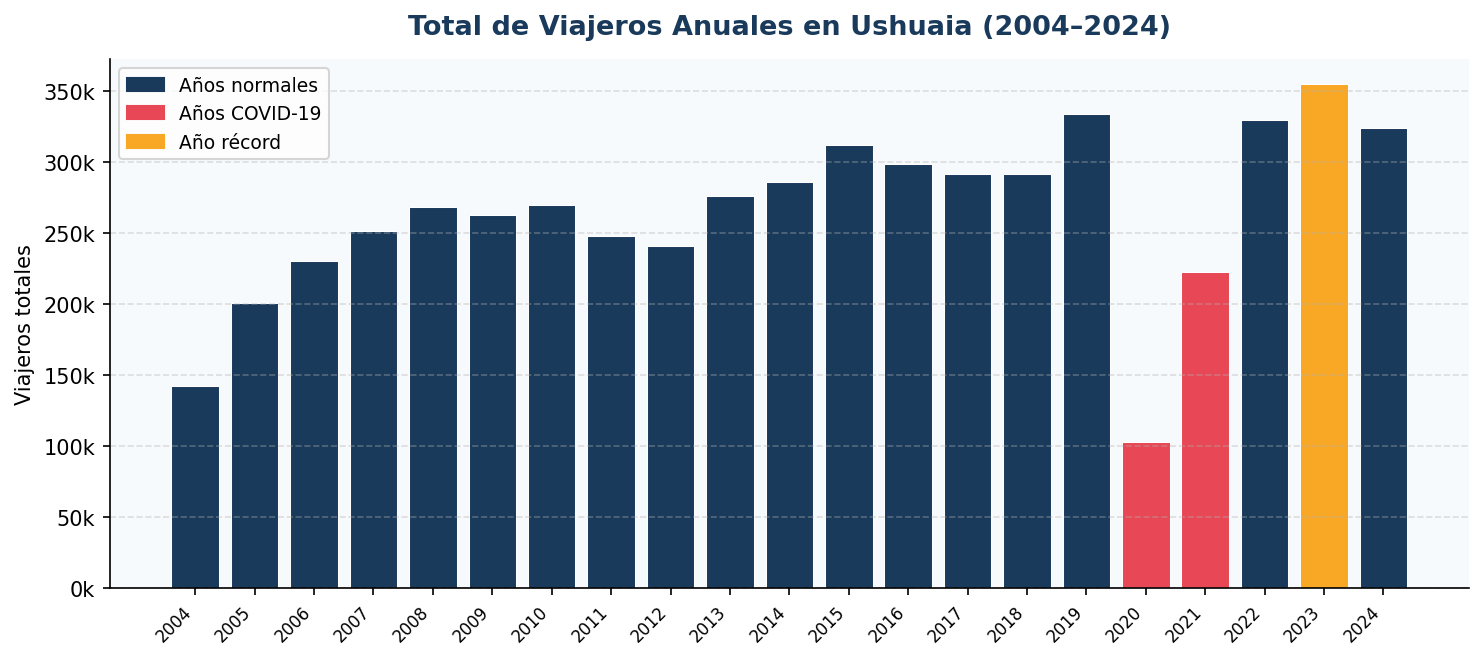 Total de Viajeros Anuales en Ushuaia (2004–2024)
Años normales
Años COVID-19
Año récord
Viajeros totales
350k
300k
250k
200k
150k
100k
50k
0k
2004
2005
2006
2007
2008
2009
2010
2011
2012
2013
2014
2015
2016
2017
2018
2019
2020
2021
2022
2023
2024